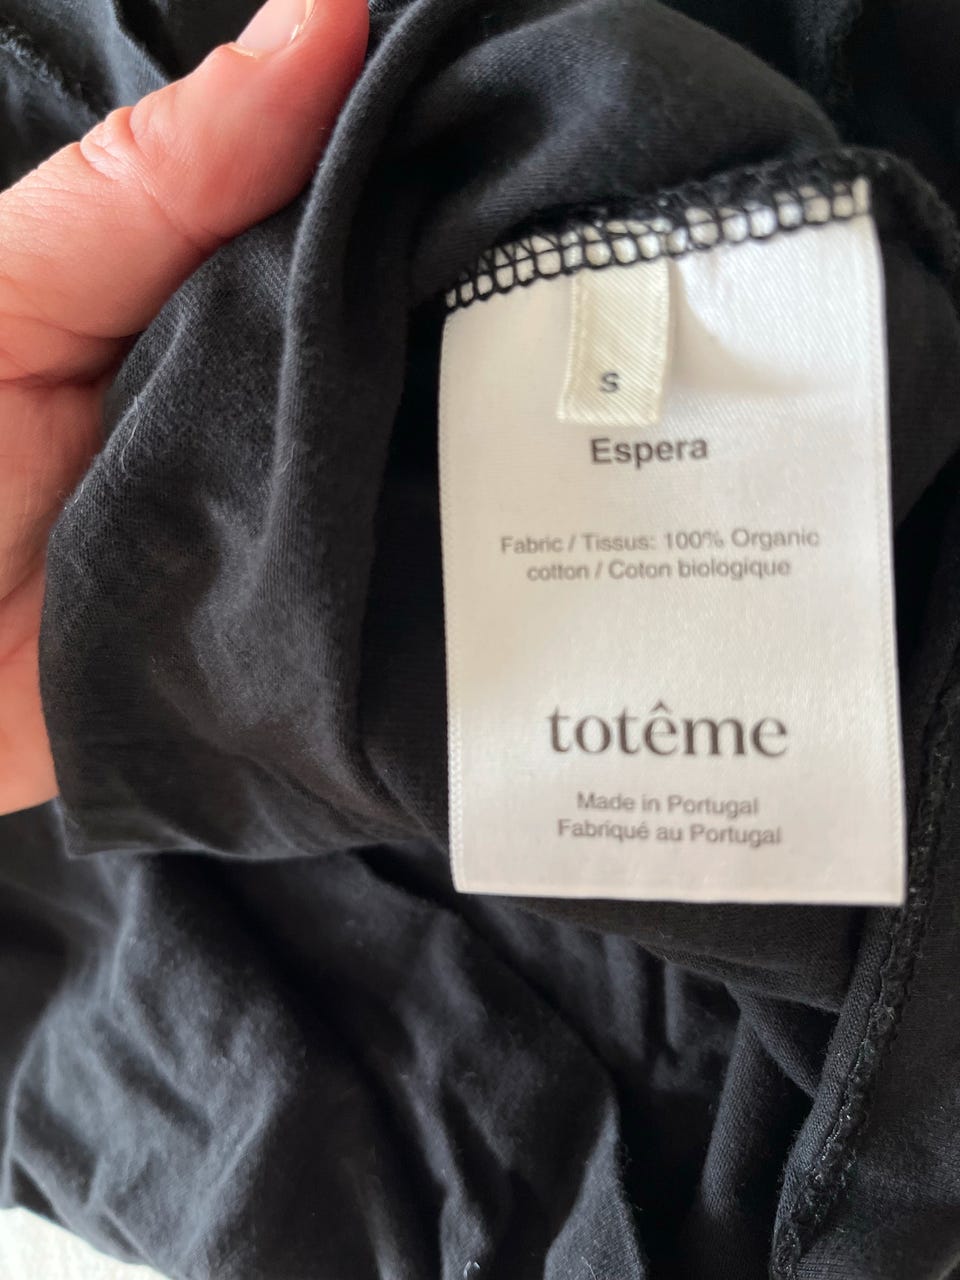 S
Espera
Fabric / Tissus: 100% Organic
cotton / Coton biologique
totême
Made in Portugal
Fabriqué au Portugal